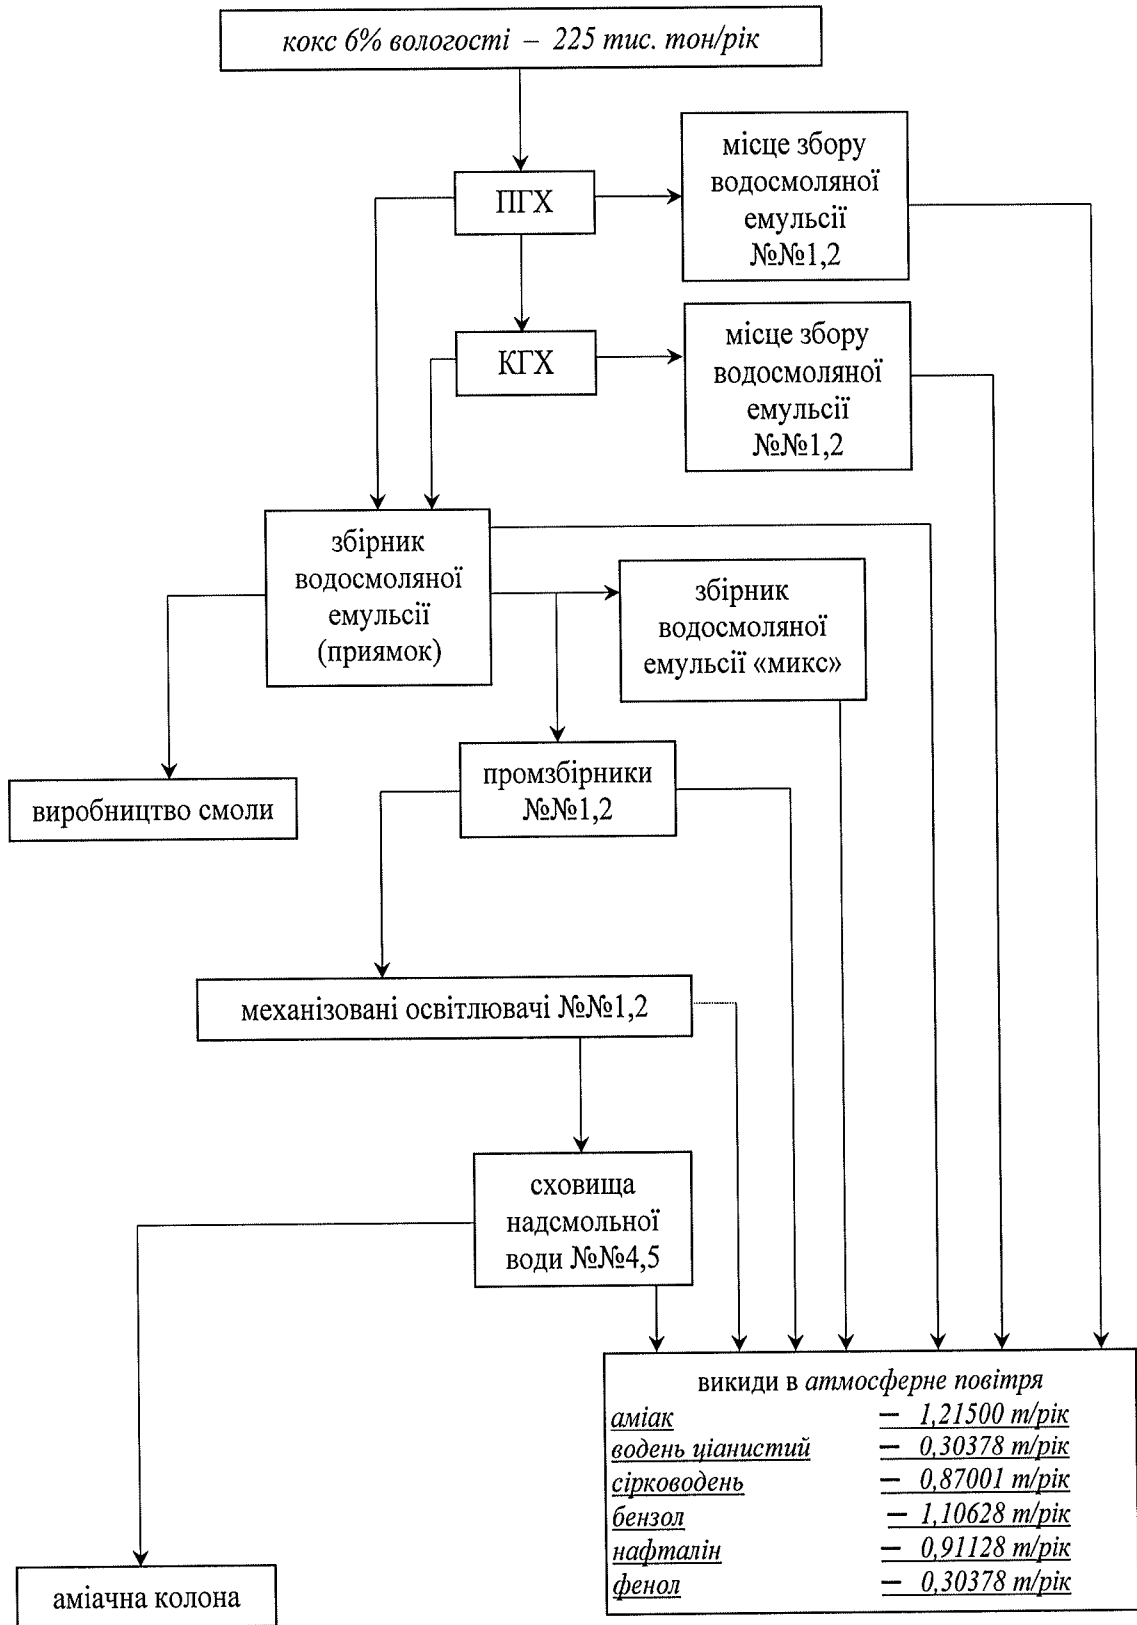 кокс 6% вологості – 225 тис. тон/рік
ПГХ
місце збору
водосмоляної
емульсії
№№1,2
КГХ
місце збору
водосмоляної
емульсії
№№1,2
збірник
водосмоляної
емульсії
(приямок)
збірник
водосмоляної
емульсії «микс»
промзбірники
№№1,2
виробництво смоли
механізовані освітлювачі №№1,2
сховища
надсмольної
води №№4,5
викиди в атмосферне повітря
аміак – 1,21500 т/рік
водень ціанистий – 0,30378 т/рік
сірководень – 0,87001 т/рік
бензол – 1,10628 т/рік
нафталін – 0,91128 т/рік
фенол – 0,30378 т/рік
аміачна колона